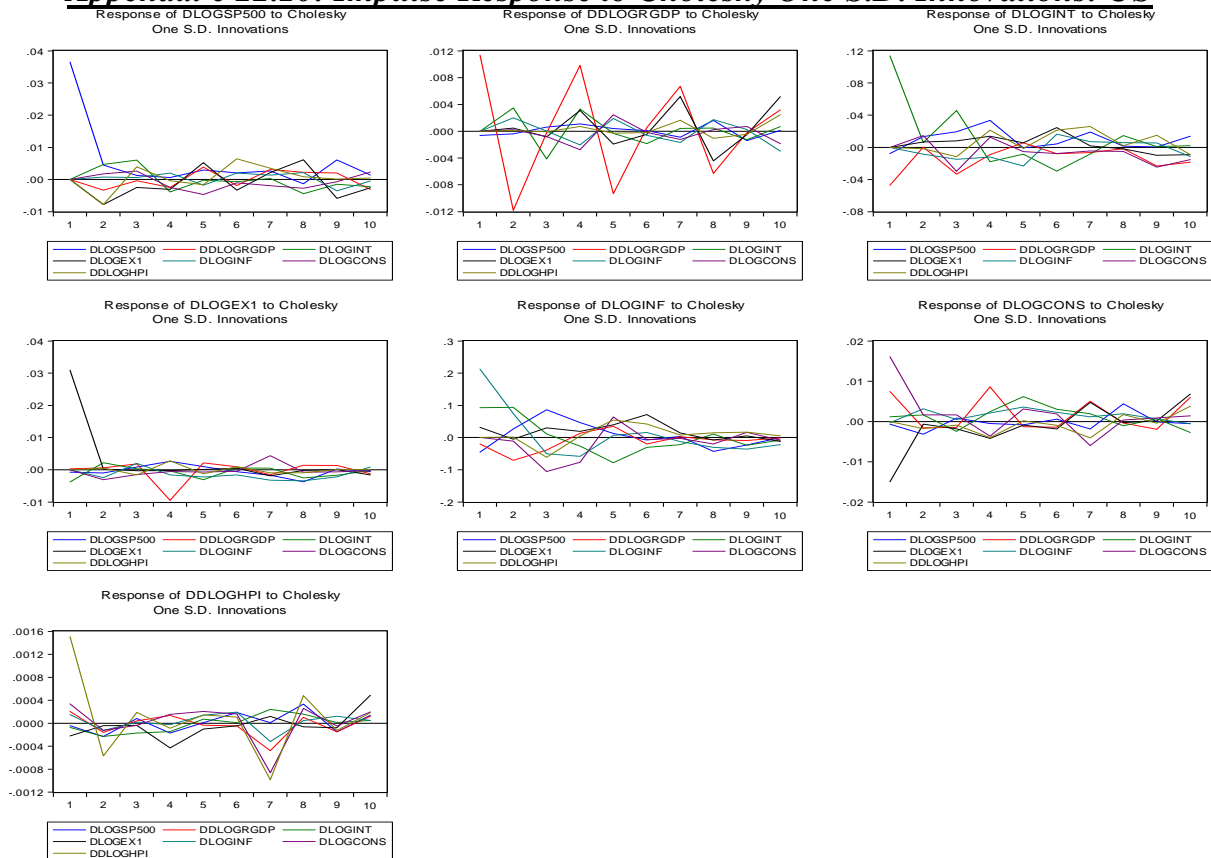 Appendix Impulse Response to Cholesky, One S.D. Innovations: US
Response of DLOGSP500 to Cholesky
One S.D. Innovations
.04
.03
.02
.01
.00
-.01
1 2 3 4 5 6 7 8 9 10
DLOGSP500 DDLOGRGDP DLOGINT
DLOGEX1 DLOGINF DLOGCONS
DDLOGHPI
Response of DDLOGRGDP to Cholesky
One S.D. Innovations
.012
.008
.004
.000
-.004
-.008
-.012
1 2 3 4 5 6 7 8 9 10
DLOGSP500 DDLOGRGDP DLOGINT
DLOGEX1 DLOGINF DLOGCONS
DDLOGHPI
Response of DLOGINT to Cholesky
One S.D. Innovations
.12
.08
.04
.00
-.04
-.08
1 2 3 4 5 6 7 8 9 10
DLOGSP500 DDLOGRGDP DLOGINT
DLOGEX1 DLOGINF DLOGCONS
DDLOGHPI
Response of DLOGEX1 to Cholesky
One S.D. Innovations
.04
.03
.02
.01
.00
-.01
1 2 3 4 5 6 7 8 9 10
DLOGSP500 DDLOGRGDP DLOGINT
DLOGEX1 DLOGINF DLOGCONS
DDLOGHPI
Response of DLOGINF to Cholesky
One S.D. Innovations
.3
.2
.1
.0
-.1
-.2
1 2 3 4 5 6 7 8 9 10
DLOGSP500 DDLOGRGDP DLOGINT
DLOGEX1 DLOGINF DLOGCONS
DDLOGHPI
Response of DLOGCONS to Cholesky
One S.D. Innovations
.02
.01
.00
-.01
-.02
1 2 3 4 5 6 7 8 9 10
DLOGSP500 DDLOGRGDP DLOGINT
DLOGEX1 DLOGINF DLOGCONS
DDLOGHPI
Response of DDLOGHPI to Cholesky
One S.D. Innovations
.0016
.0012
.0008
.0004
.0000
-.0004
-.0008
-.0012
1 2 3 4 5 6 7 8 9 10
DLOGSP500 DDLOGRGDP DLOGINT
DLOGEX1 DLOGINF DLOGCONS
DDLOGHPI